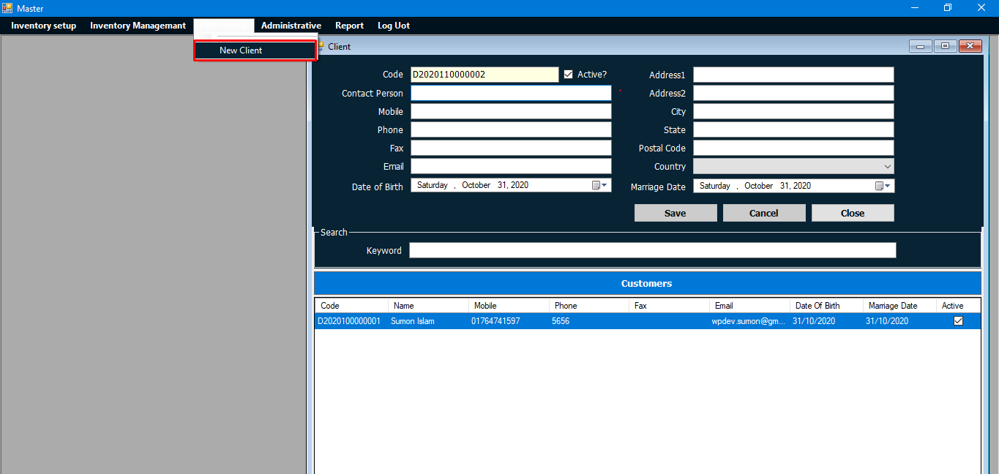 Master
Inventory setup Inventory Managment Administrative Report Log Uot
New Client
Client
Code D2020110000002 Active? Address1
Contact Person * Address2
Mobile City
Phone State
Fax Postal Code
Email Country
Date of Birth Saturday , October 31, 2020 Marriage Date Saturday , October 31, 2020
Save Cancel Close
Search
Keyword
Customers
Code Name Mobile Phone Fax Email Date Of Birth Marriage Date Active
D2020100000001 Sumon Islam 01764741597 5656 wpdev.sumon@gm... 31/10/2020 31/10/2020